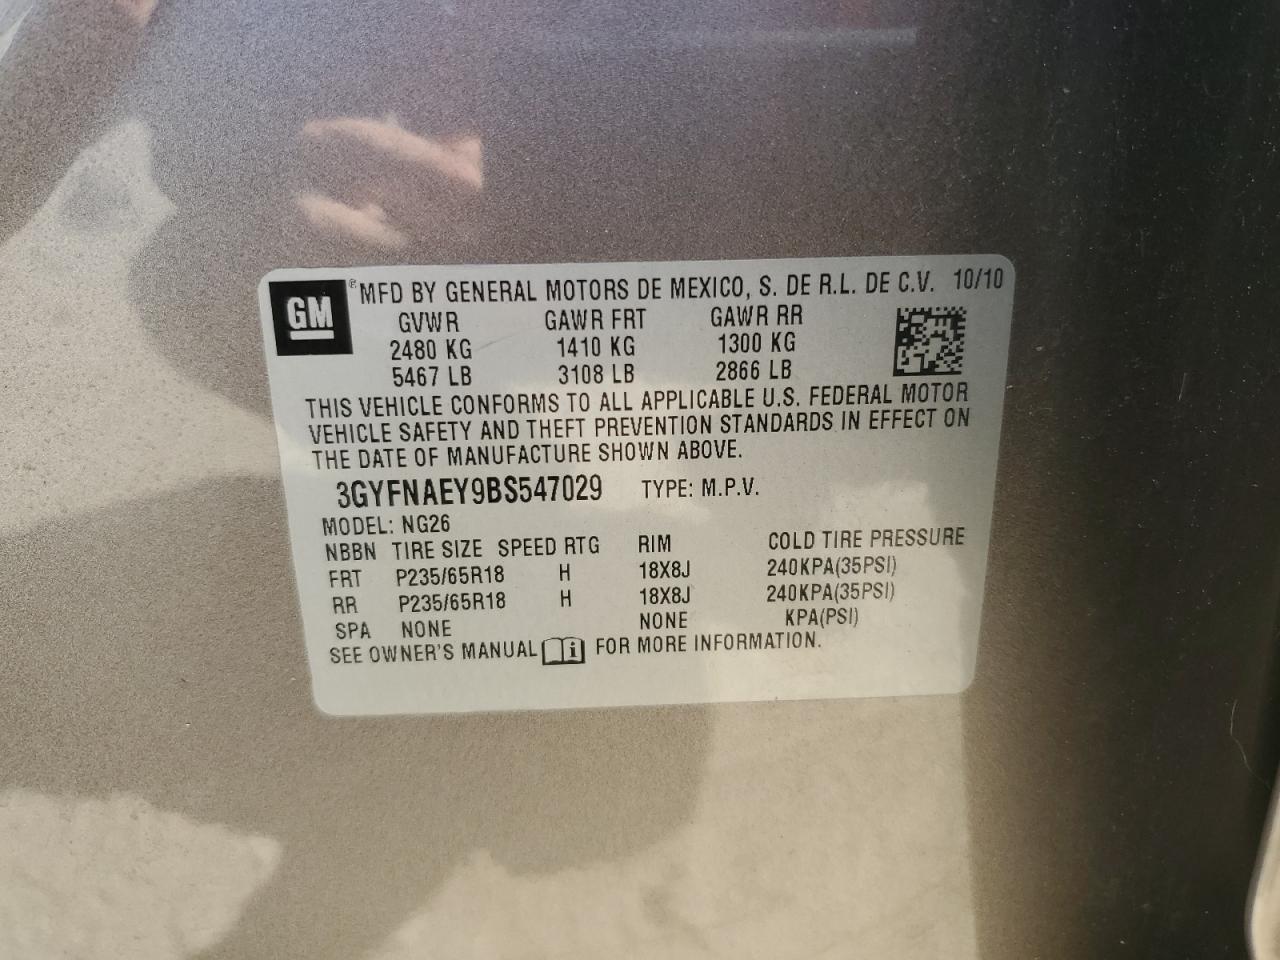 GM ® MFD BY GENERAL MOTORS DE MEXICO, S. DE R.L. DE C.V. 10/10
GVWR GAWR FRT GAWR RR
2480 KG 1410 KG 1300 KG
5467 LB 3108 LB 2866 LB
THIS VEHICLE CONFORMS TO ALL APPLICABLE U.S. FEDERAL MOTOR
VEHICLE SAFETY AND THEFT PREVENTION STANDARDS IN EFFECT ON
THE DATE OF MANUFACTURE SHOWN ABOVE.
3GYFNAEY9BS547029 TYPE: M.P.V.
MODEL: NG26
NBBN TIRE SIZE SPEED RTG RIM COLD TIRE PRESSURE
FRT P235/65R18 H 18X8J 240KPA(35PSI)
RR P235/65R18 H 18X8J 240KPA(35PSI)
SPA NONE NONE KPA(PSI)
SEE OWNER'S MANUAL i FOR MORE INFORMATION.